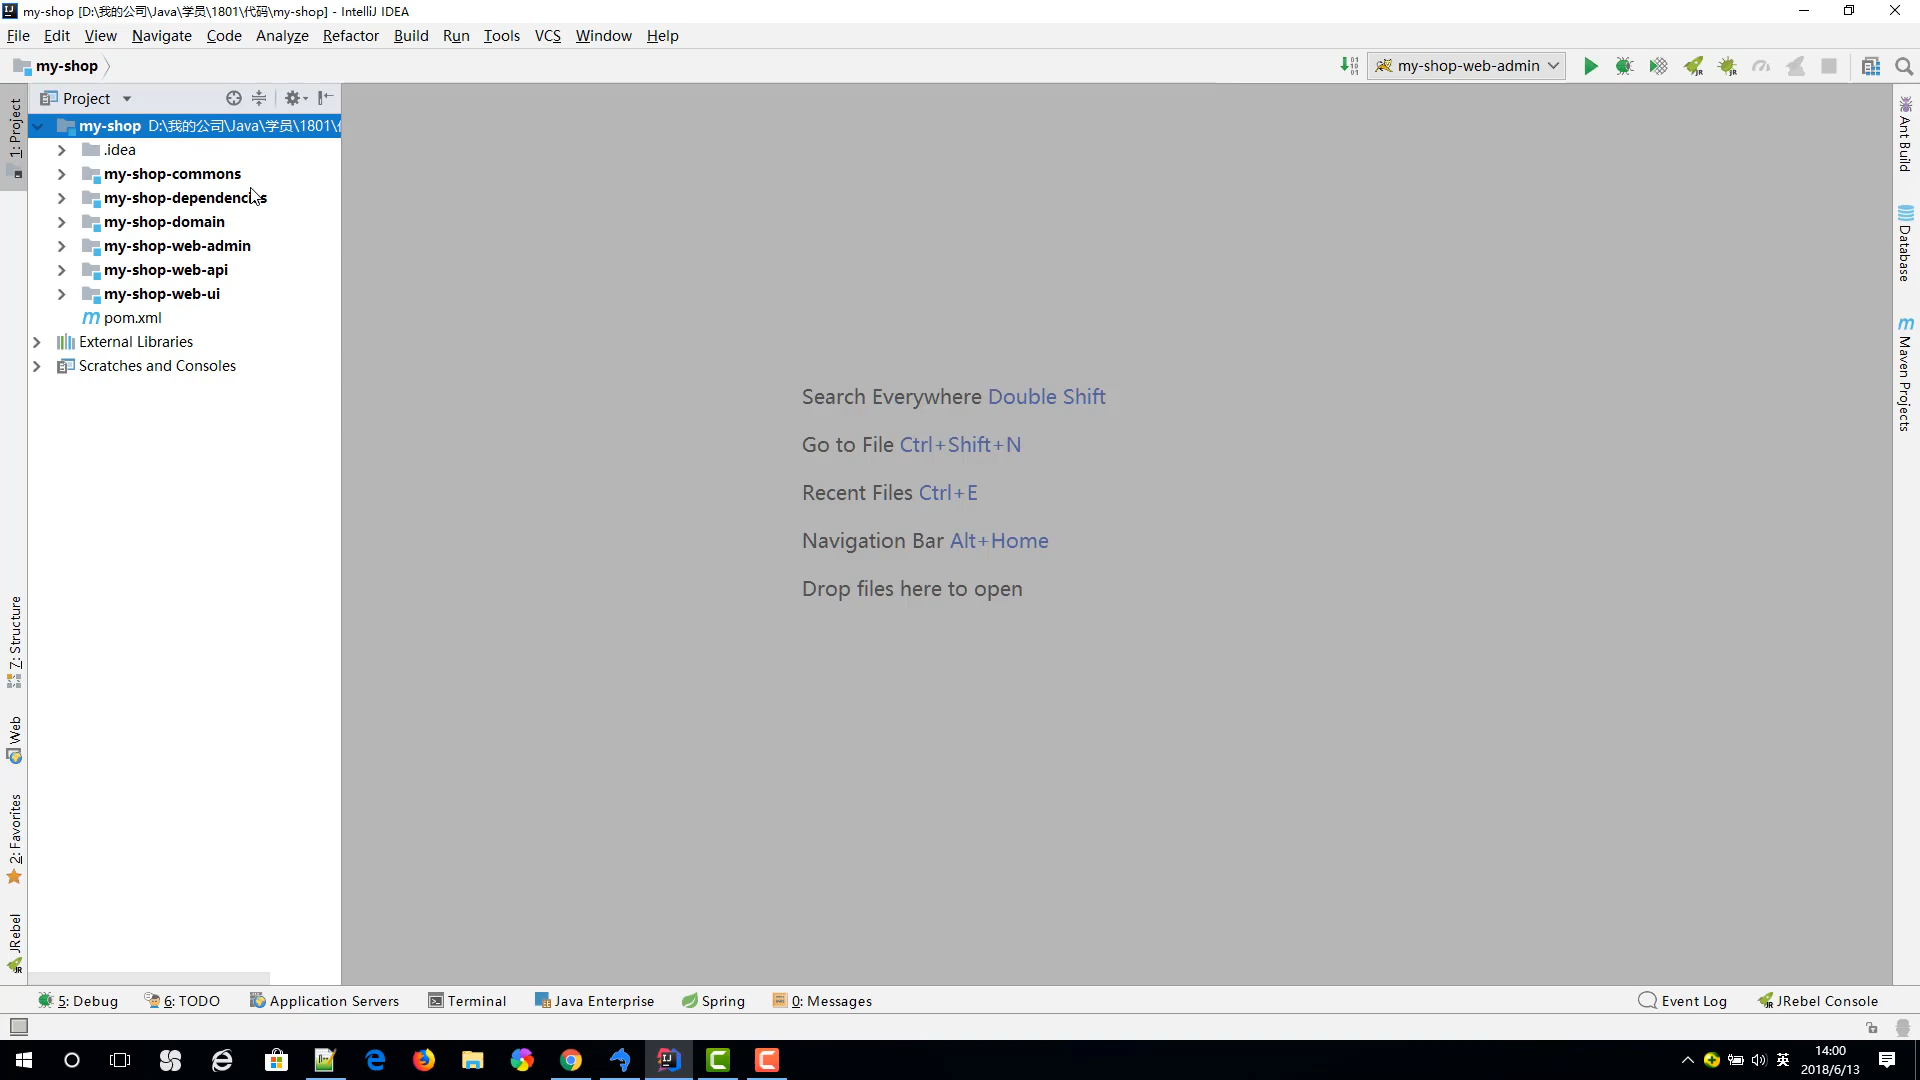 my-shop [D:\我的公司\Java\学员\1801\代码\my-shop] - IntelliJ IDEA
File Edit View Navigate Code Analyze Refactor Build Run Tools VCS Window Help
my-shop
my-shop-web-admin
Project
my-shop D:\我的公司\Java\学员\1801\
.idea
my-shop-commons
my-shop-dependencies
my-shop-domain
my-shop-web-admin
my-shop-web-api
my-shop-web-ui
pom.xml
External Libraries
Scratches and Consoles
1: Project
7: Structure
Web
2: Favorites
JRebel
Search Everywhere Double Shift
Go to File Ctrl+Shift+N
Recent Files Ctrl+E
Navigation Bar Alt+Home
Drop files here to open
Ant Build
Database
Maven Projects
5: Debug 6: TODO Application Servers Terminal Java Enterprise Spring 0: Messages Event Log JRebel Console
英
14:00
2018/6/13